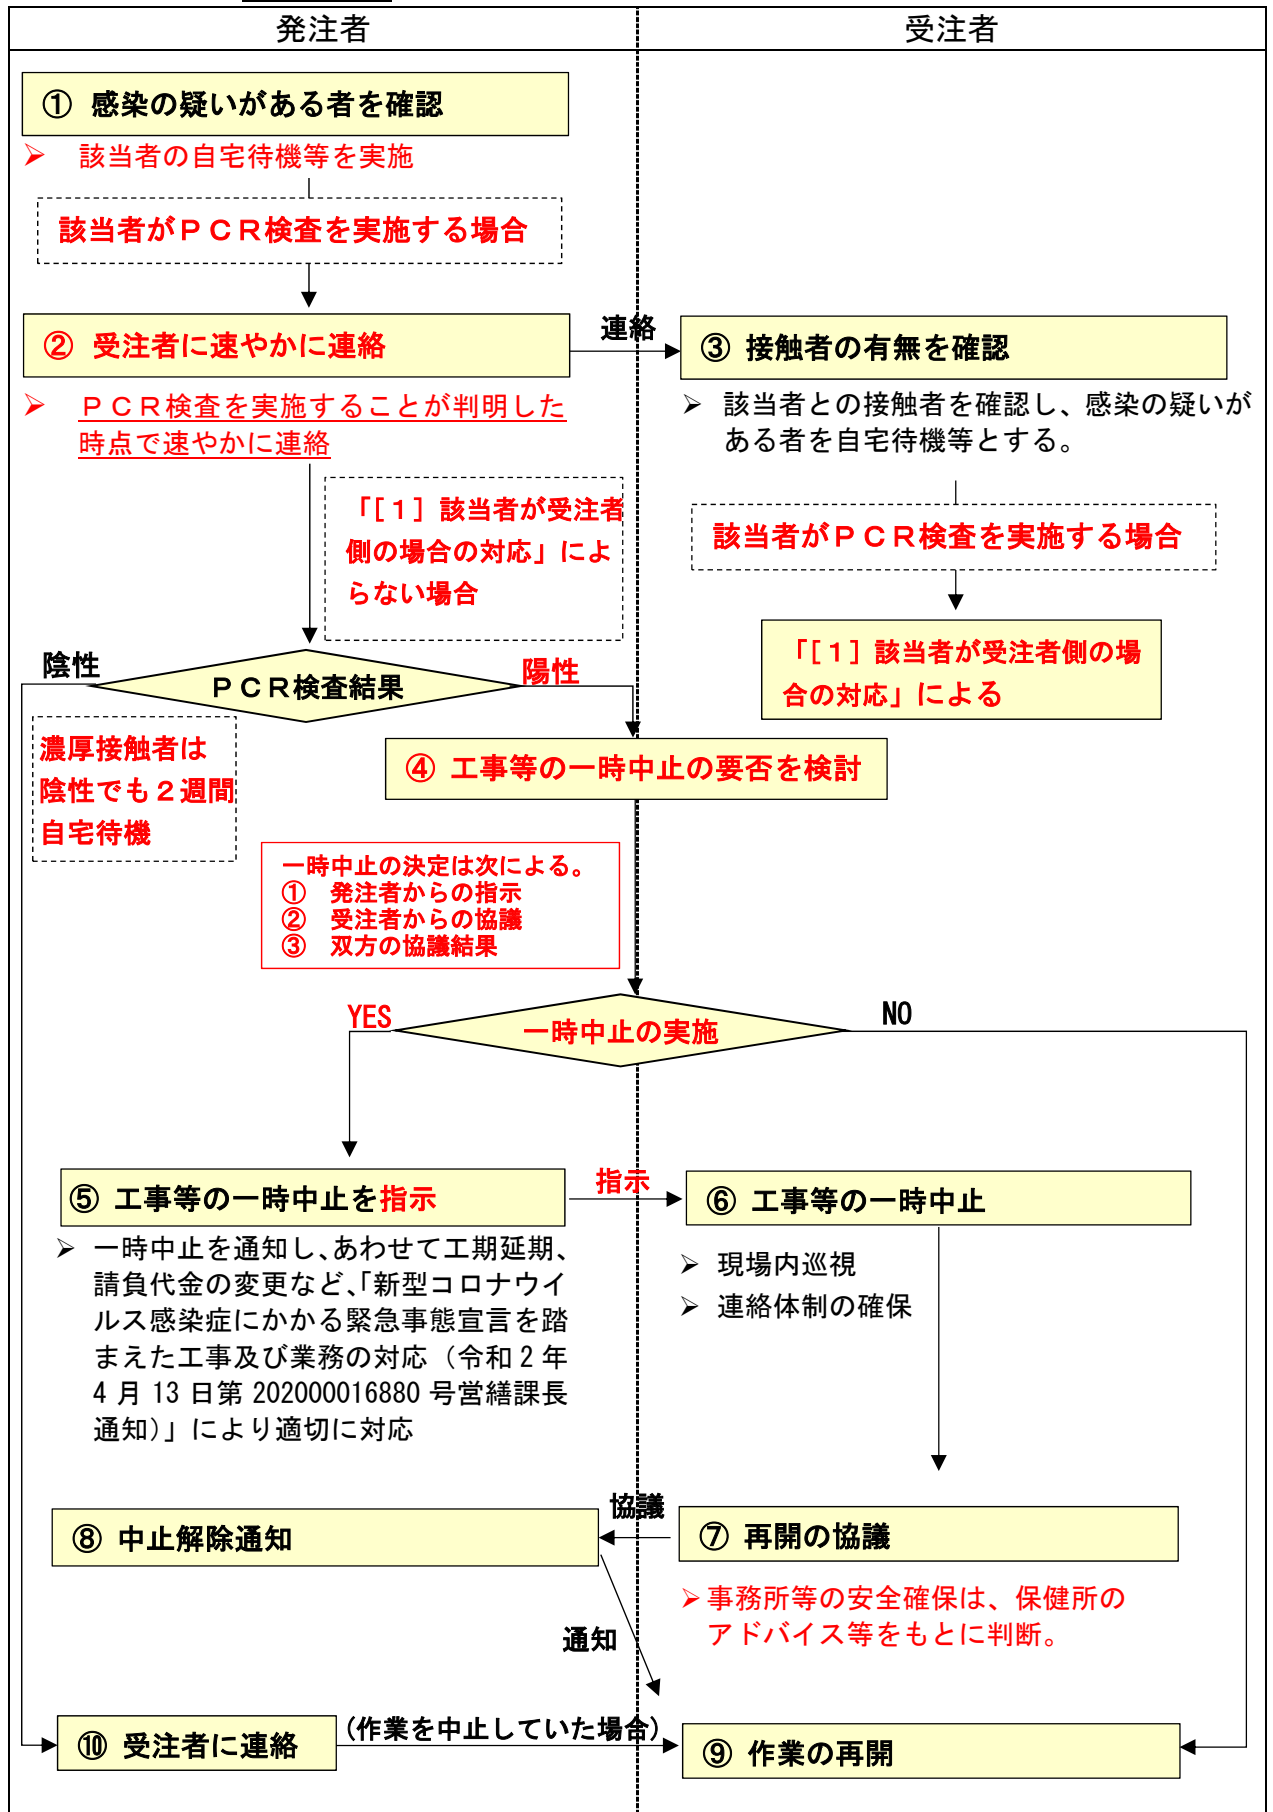 発注者
受注者
① 感染の疑いがある者を確認
➢ 該当者の自宅待機等を実施
該当者がＰＣＲ検査を実施する場合
② 受注者に速やかに連絡
連絡
③ 接触者の有無を確認
➢ ＰＣＲ検査を実施することが判明した
時点で速やかに連絡
➢ 該当者との接触者を確認し、感染の疑いが
ある者を自宅待機等とする。
「[１] 該当者が受注者
側の場合の対応」によ
らない場合
該当者がＰＣＲ検査を実施する場合
「[１] 該当者が受注者側の場
合の対応」による
陰性
ＰＣＲ検査結果
陽性
濃厚接触者は
陰性でも２週間
自宅待機
④ 工事等の一時中止の要否を検討
一時中止の決定は次による。
① 発注者からの指示
② 受注者からの協議
③ 双方の協議結果
YES
一時中止の実施
NO
⑤ 工事等の一時中止を指示
指示
⑥ 工事等の一時中止
➢ 一時中止を通知し、あわせて工期延期、
請負代金の変更など、「新型コロナウイ
ルス感染症にかかる緊急事態宣言を踏
まえた工事及び業務の対応（令和２年
4 月 13 日第 202000016880 号営繕課長
通知）」により適切に対応
➢ 現場内巡視
➢ 連絡体制の確保
⑧ 中止解除通知
協議
⑦ 再開の協議
➢ 事務所等の安全確保は、保健所の
アドバイス等をもとに判断。
通知
⑩ 受注者に連絡
(作業を中止していた場合)
⑨ 作業の再開